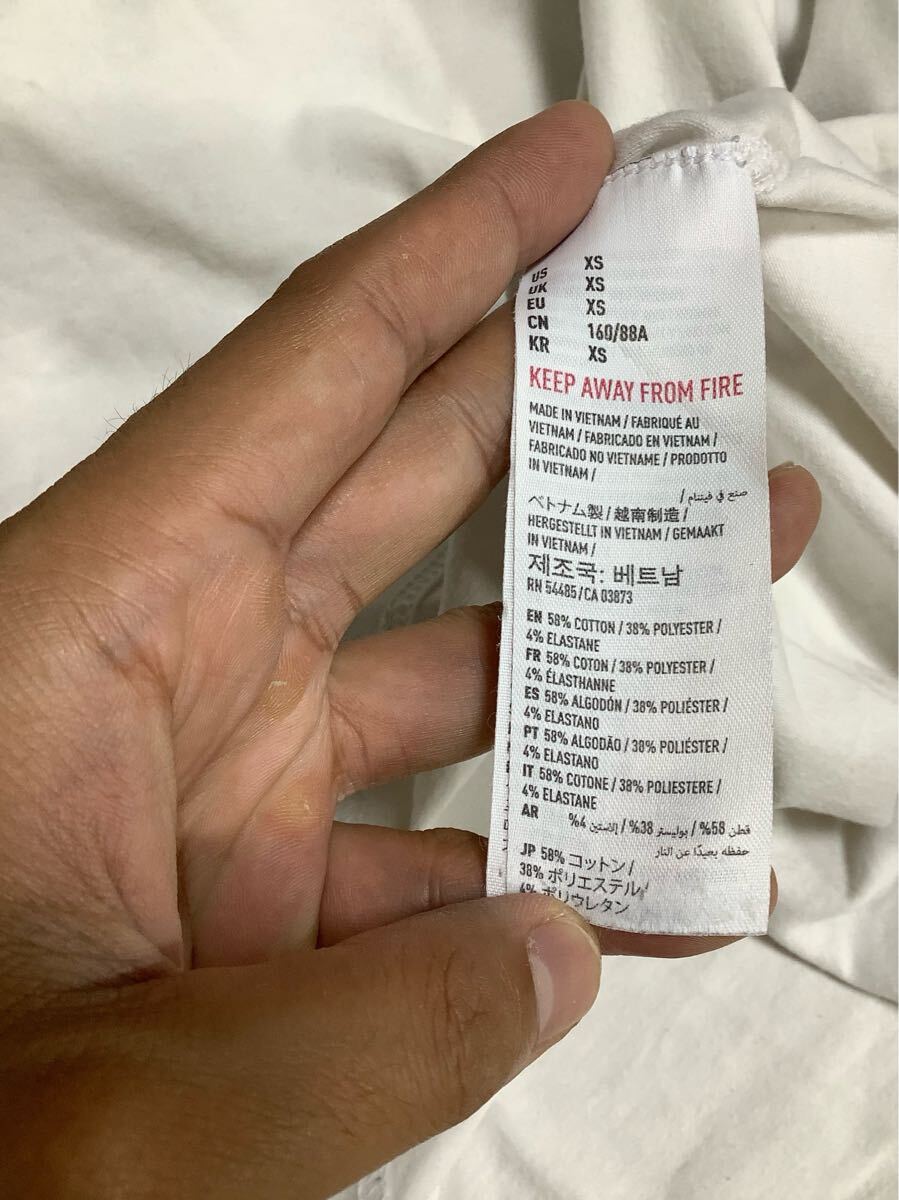 US XS
UK XS
EU XS
CN 160/88A
KR XS
KEEP AWAY FROM FIRE
MADE IN VIETNAM / FABRIQUÉ AU
VIETNAM / FABRICADO EN VIETNAM /
FABRICADO NO VIETNAME / PRODOTTO
IN VIETNAM /
صنع في فيتنام /
ベトナム製 / 越南制造 /
HERGESTELLT IN VIETNAM / GEMAAKT
IN VIETNAM /
제조국: 베트남
RN 54485 / CA 03873
EN 58% COTTON / 38% POLYESTER /
4% ELASTANE
FR 58% COTON / 38% POLYESTER /
4% ÉLASTHANNE
ES 58% ALGODÓN / 38% POLIÉSTER /
4% ELASTANO
PT 58% ALGODÃO / 38% POLIÉSTER /
4% ELASTANO
IT 58% COTONE / 38% POLIESTERE /
4% ELASTANE
AR قطن 58% / بوليستر 38% / إلاستين 4%
حفظه بعيدًا عن النار
JP 58% コットン /
38% ポリエステル /
4% ポリウレタン